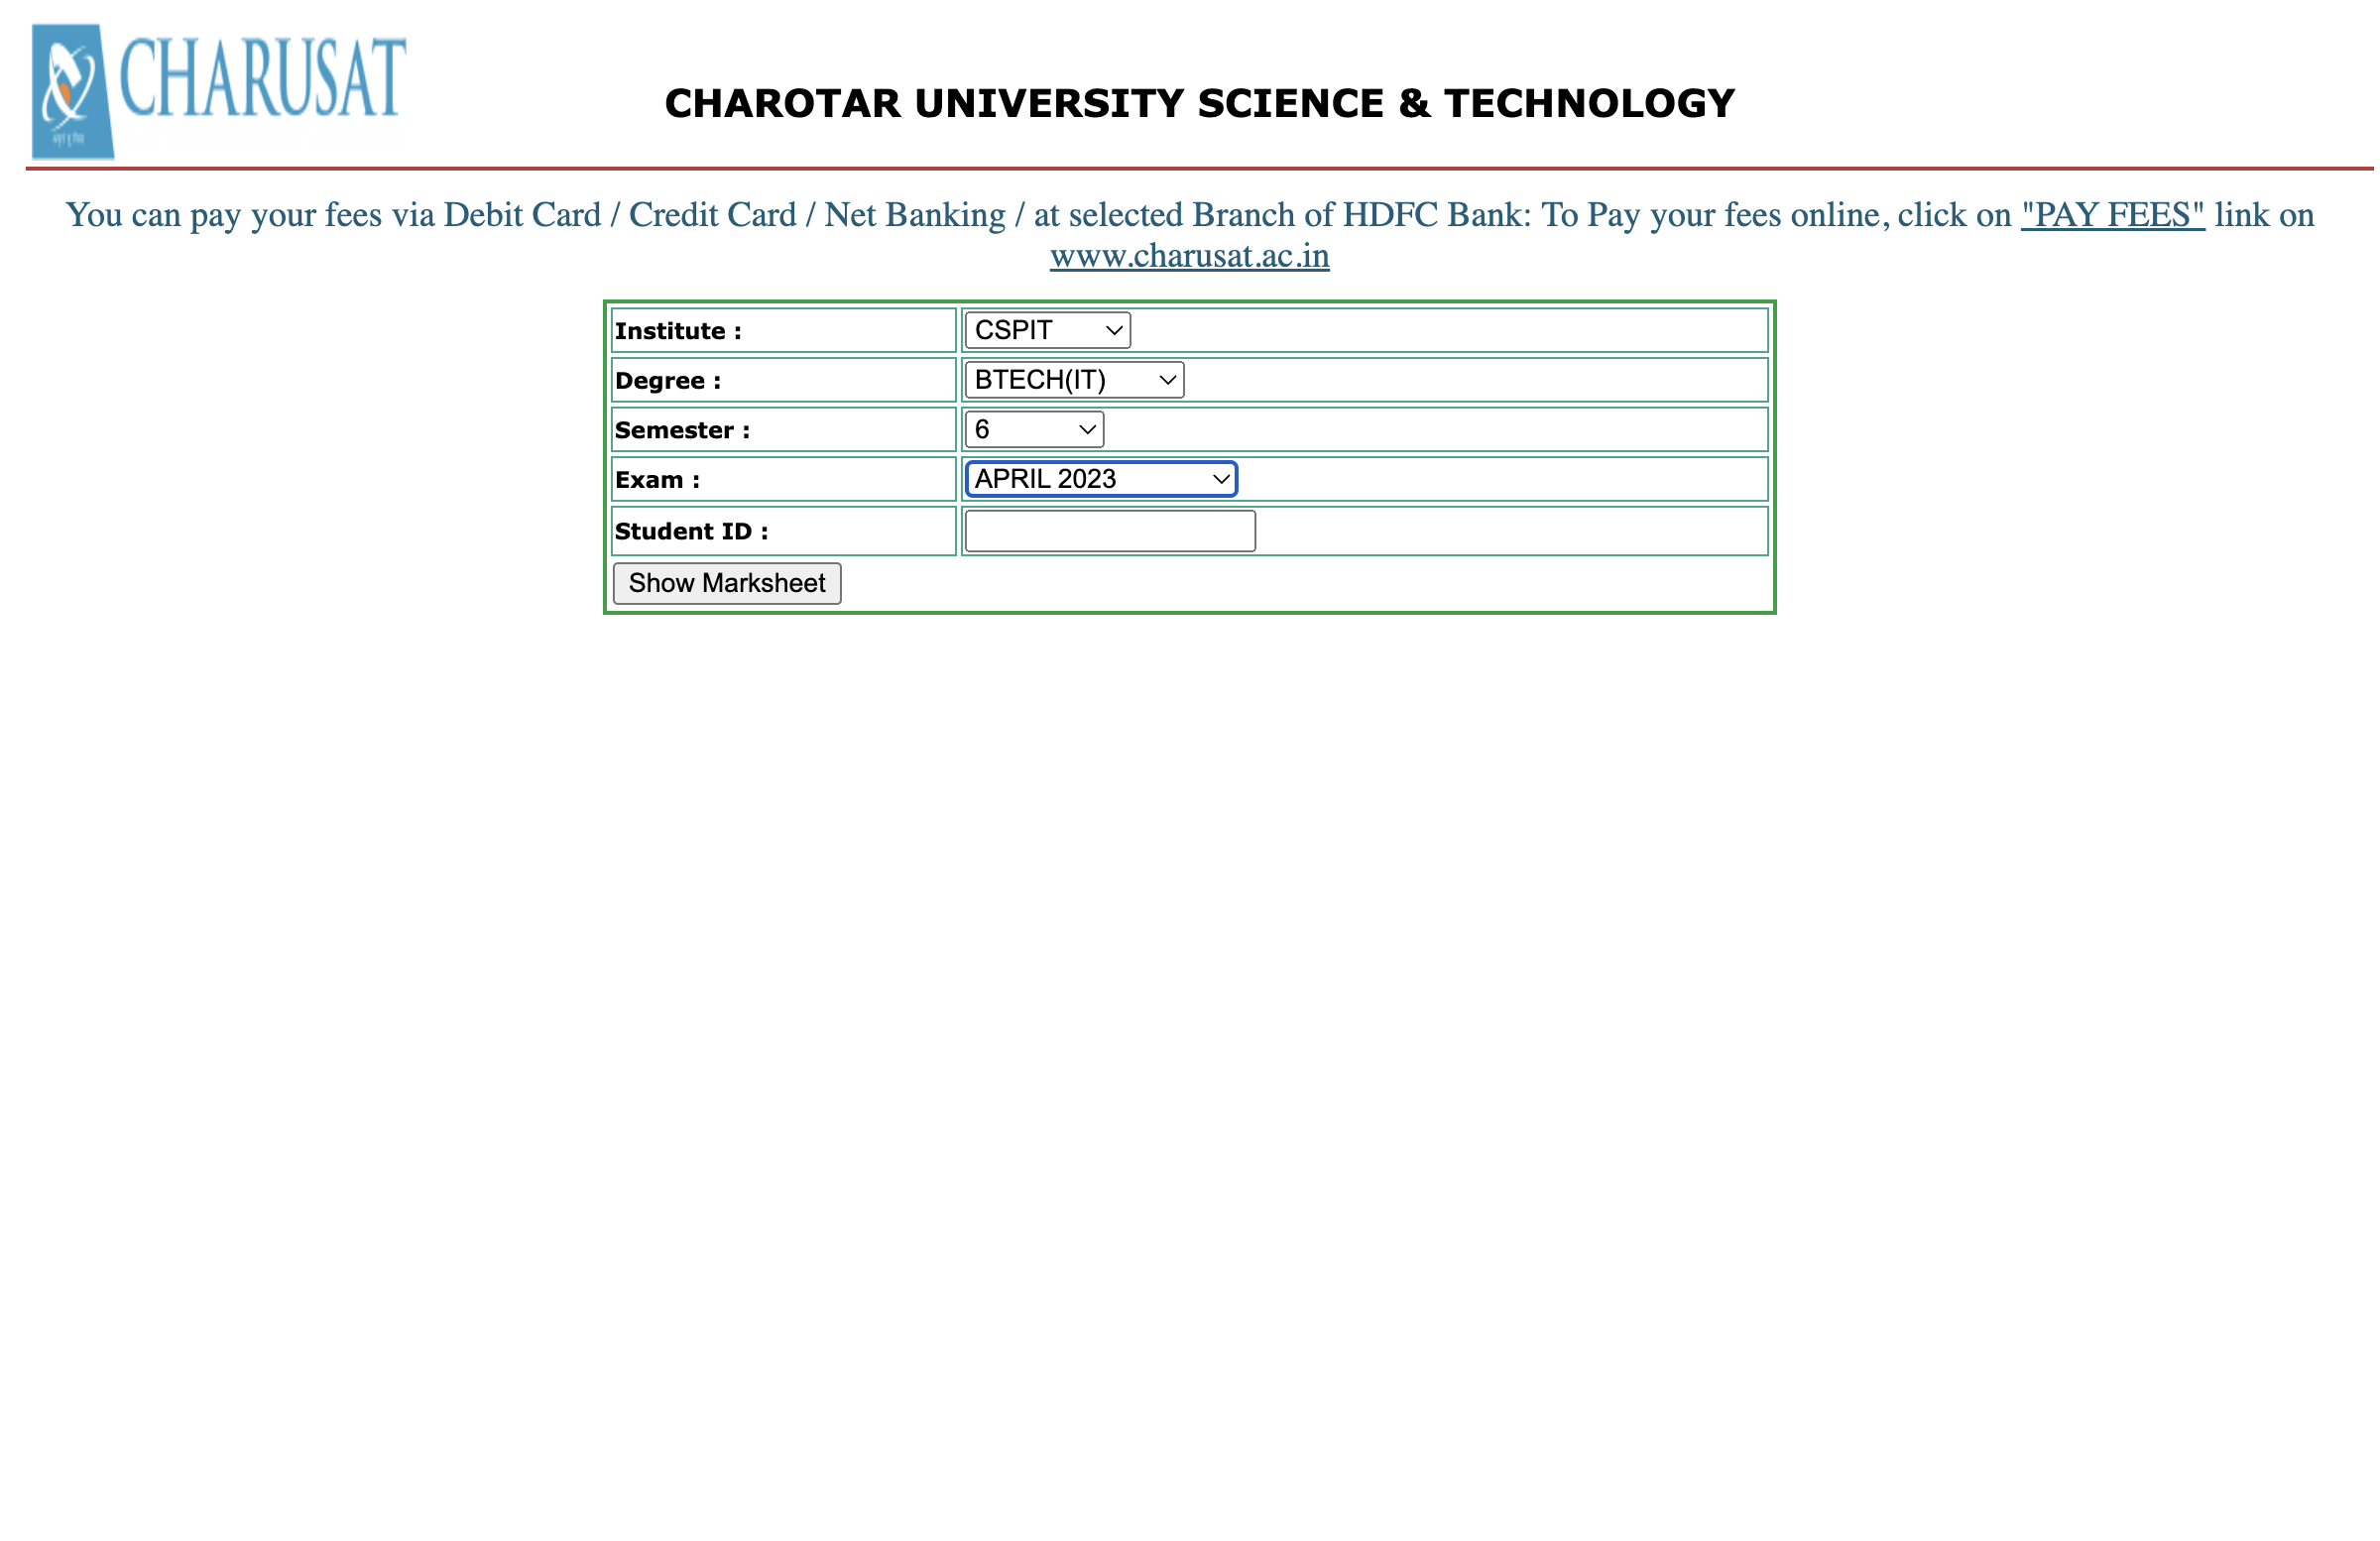 CHARUSAT
CHAROTAR UNIVERSITY SCIENCE & TECHNOLOGY
You can pay your fees via Debit Card / Credit Card / Net Banking / at selected Branch of HDFC Bank: To Pay your fees online, click on "PAY FEES" link on
www.charusat.ac.in
Institute : CSPIT
Degree : BTECH(IT)
Semester : 6
Exam : APRIL 2023
Student ID :
Show Marksheet